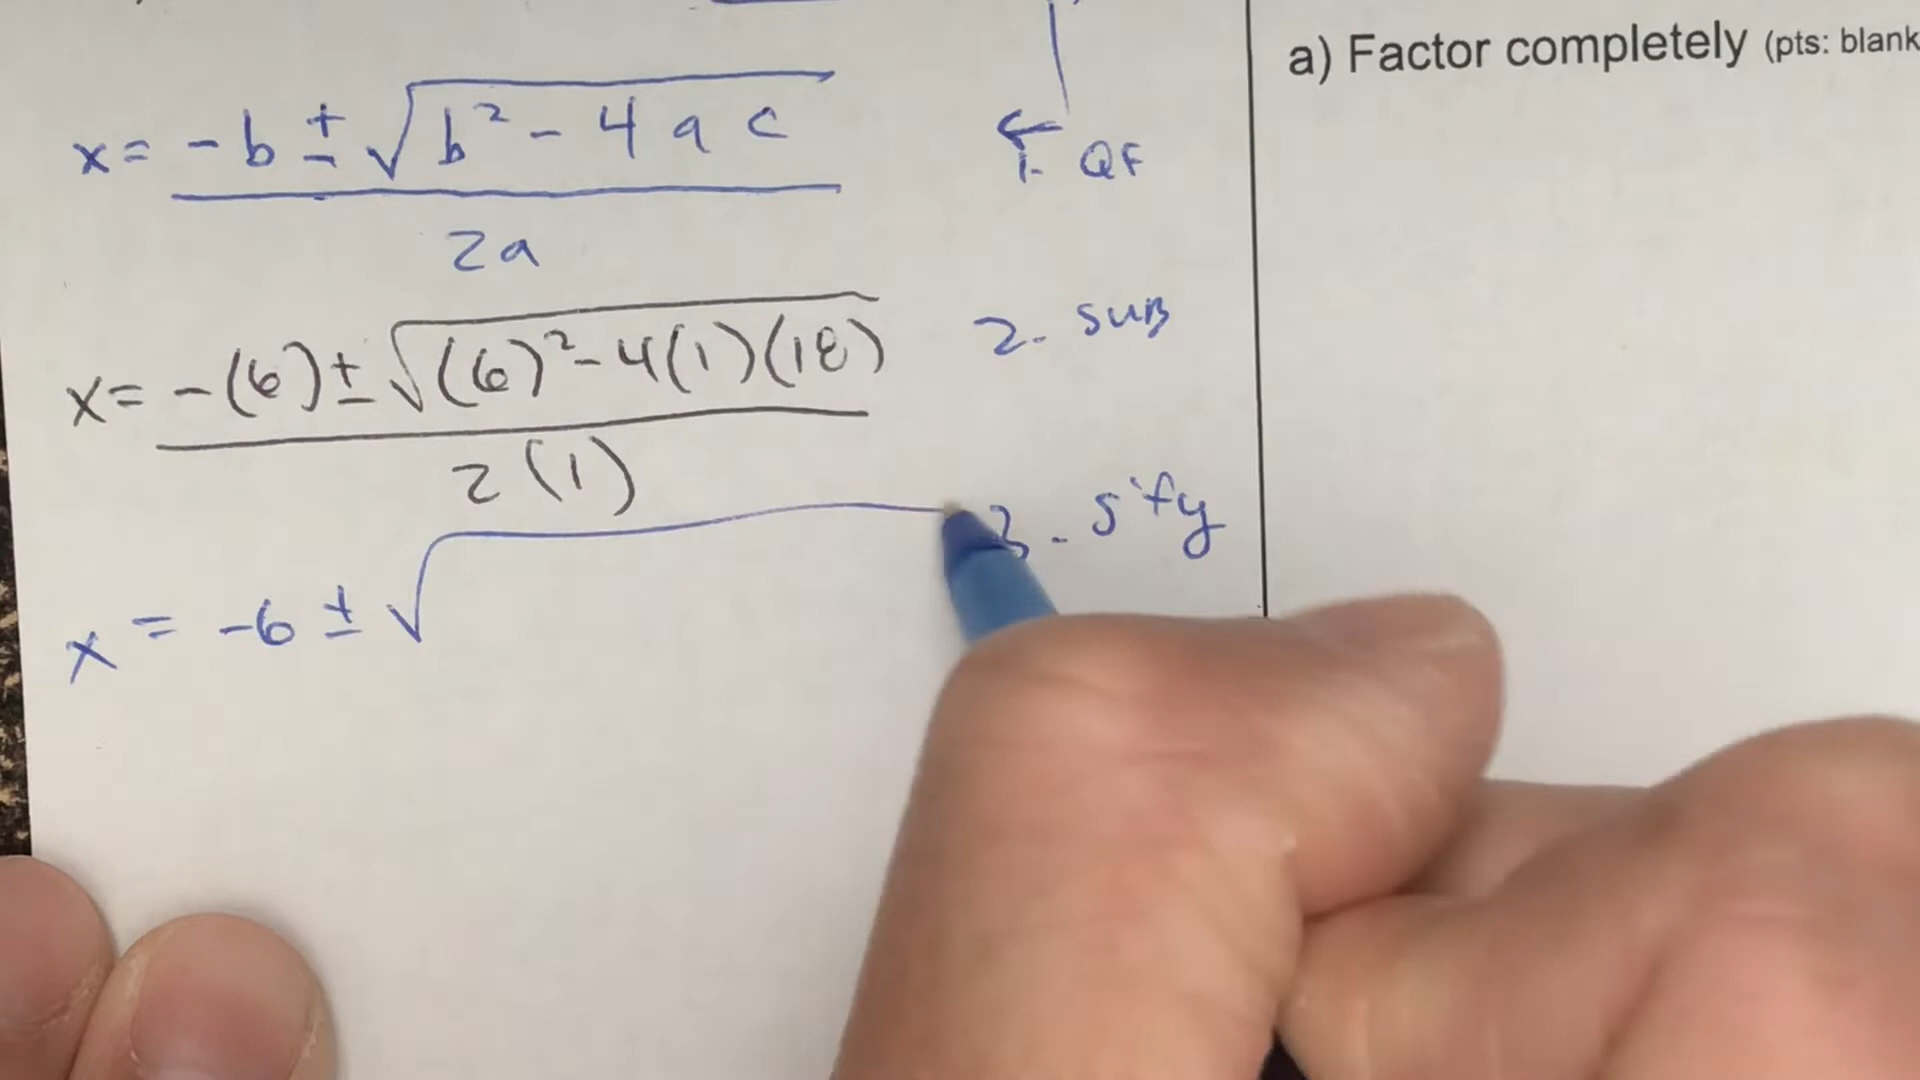 x = -b ± √b² - 4ac
2a
1. QF
x = -(6) ± √(6)² - 4(1)(18)
2(1)
2. SUB
3. s'fy
x = -6 ± √
a) Factor completely (pts: blank